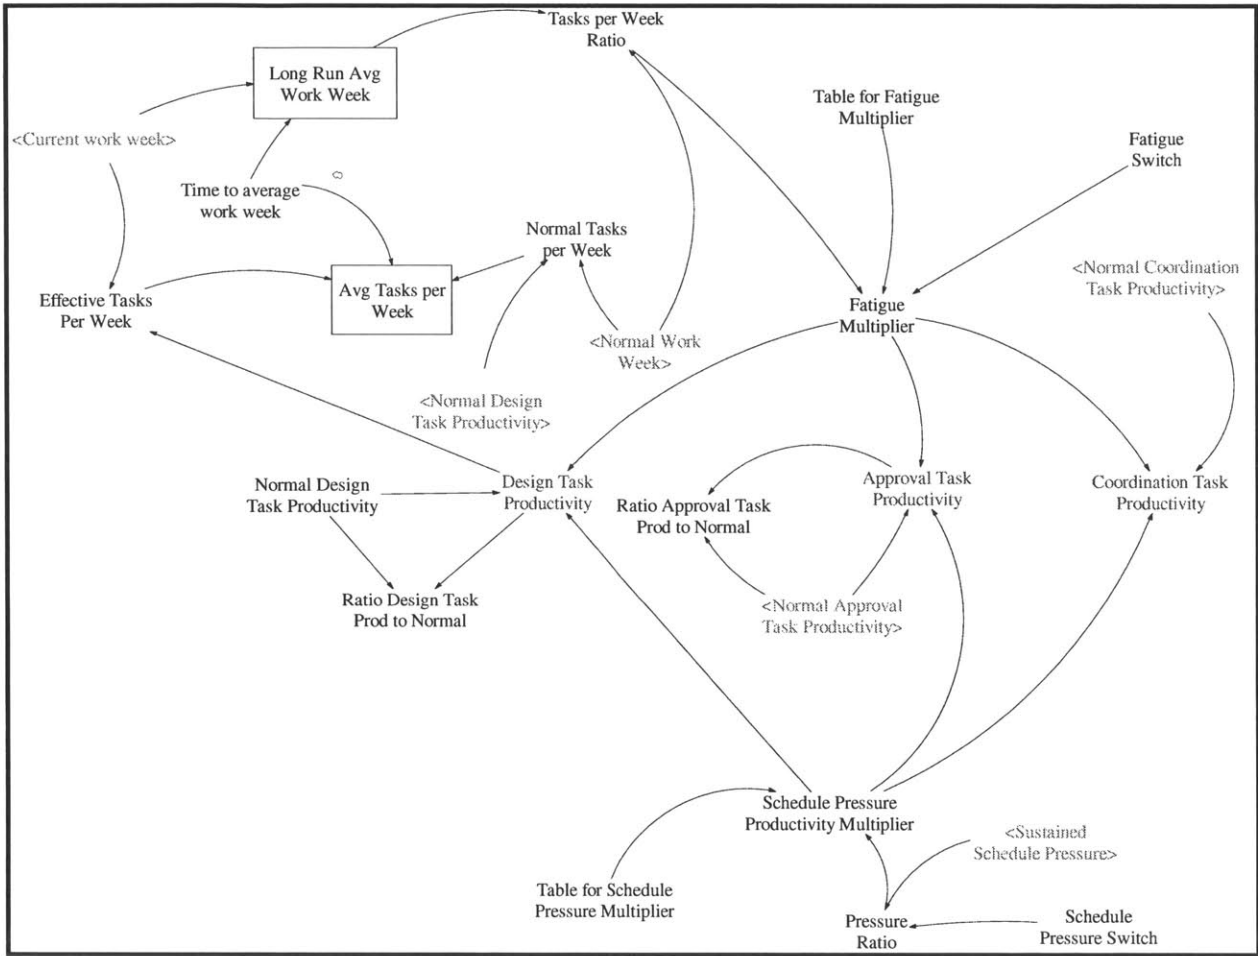 Tasks per Week
Ratio
Long Run Avg
Work Week
Table for Fatigue
Multiplier
<Current work week>
Fatigue
Switch
Time to average
work week
Normal Tasks
per Week
<Normal Coordination
Task Productivity>
Effective Tasks
Per Week
Avg Tasks per
Week
Fatigue
Multiplier
<Normal Work
Week>
<Normal Design
Task Productivity>
Normal Design
Task Productivity
Design Task
Productivity
Ratio Approval Task
Prod to Normal
Approval Task
Productivity
Coordination Task
Productivity
Ratio Design Task
Prod to Normal
<Normal Approval
Task Productivity>
Schedule Pressure
Productivity Multiplier
<Sustained
Schedule Pressure>
Table for Schedule
Pressure Multiplier
Pressure
Ratio
Schedule
Pressure Switch